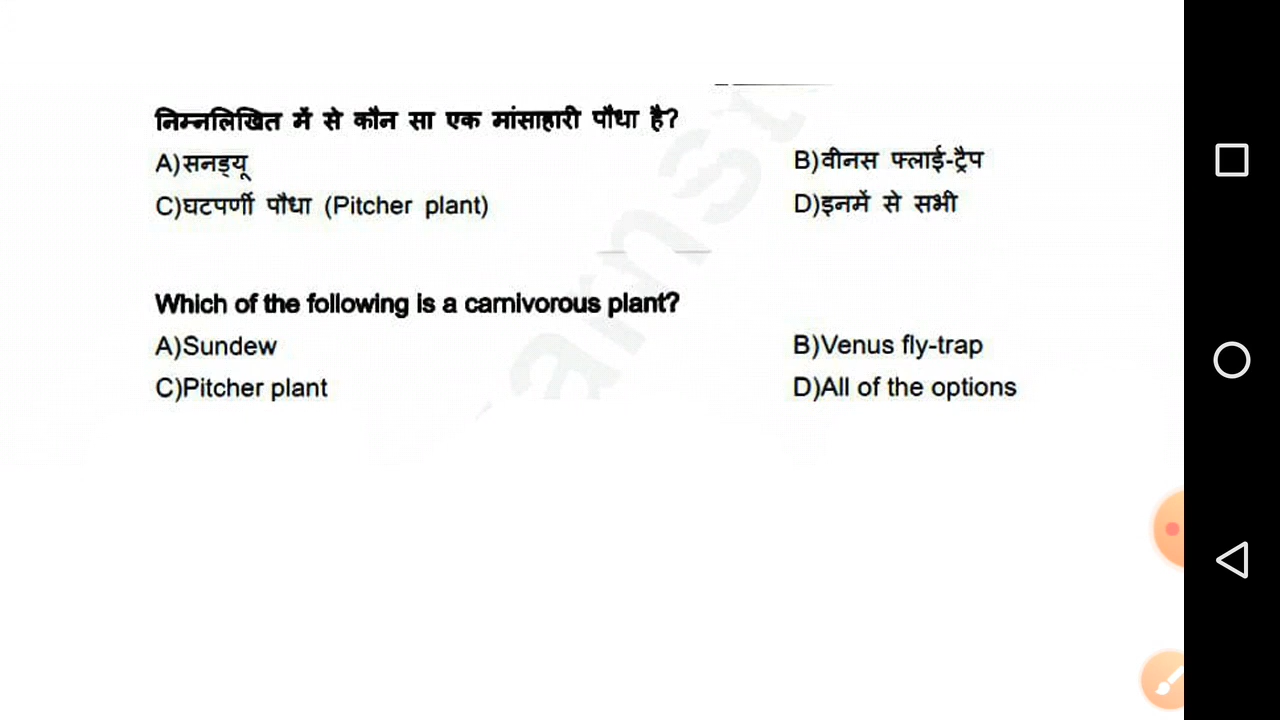 निम्नलिखित में से कौन सा एक मांसाहारी पौधा है?
A)सनड्यू B)वीनस फ्लाई-ट्रैप
C)घटपर्णी पौधा (Pitcher plant) D)इनमें से सभी
Which of the following is a carnivorous plant?
A)Sundew B)Venus fly-trap
C)Pitcher plant D)All of the options